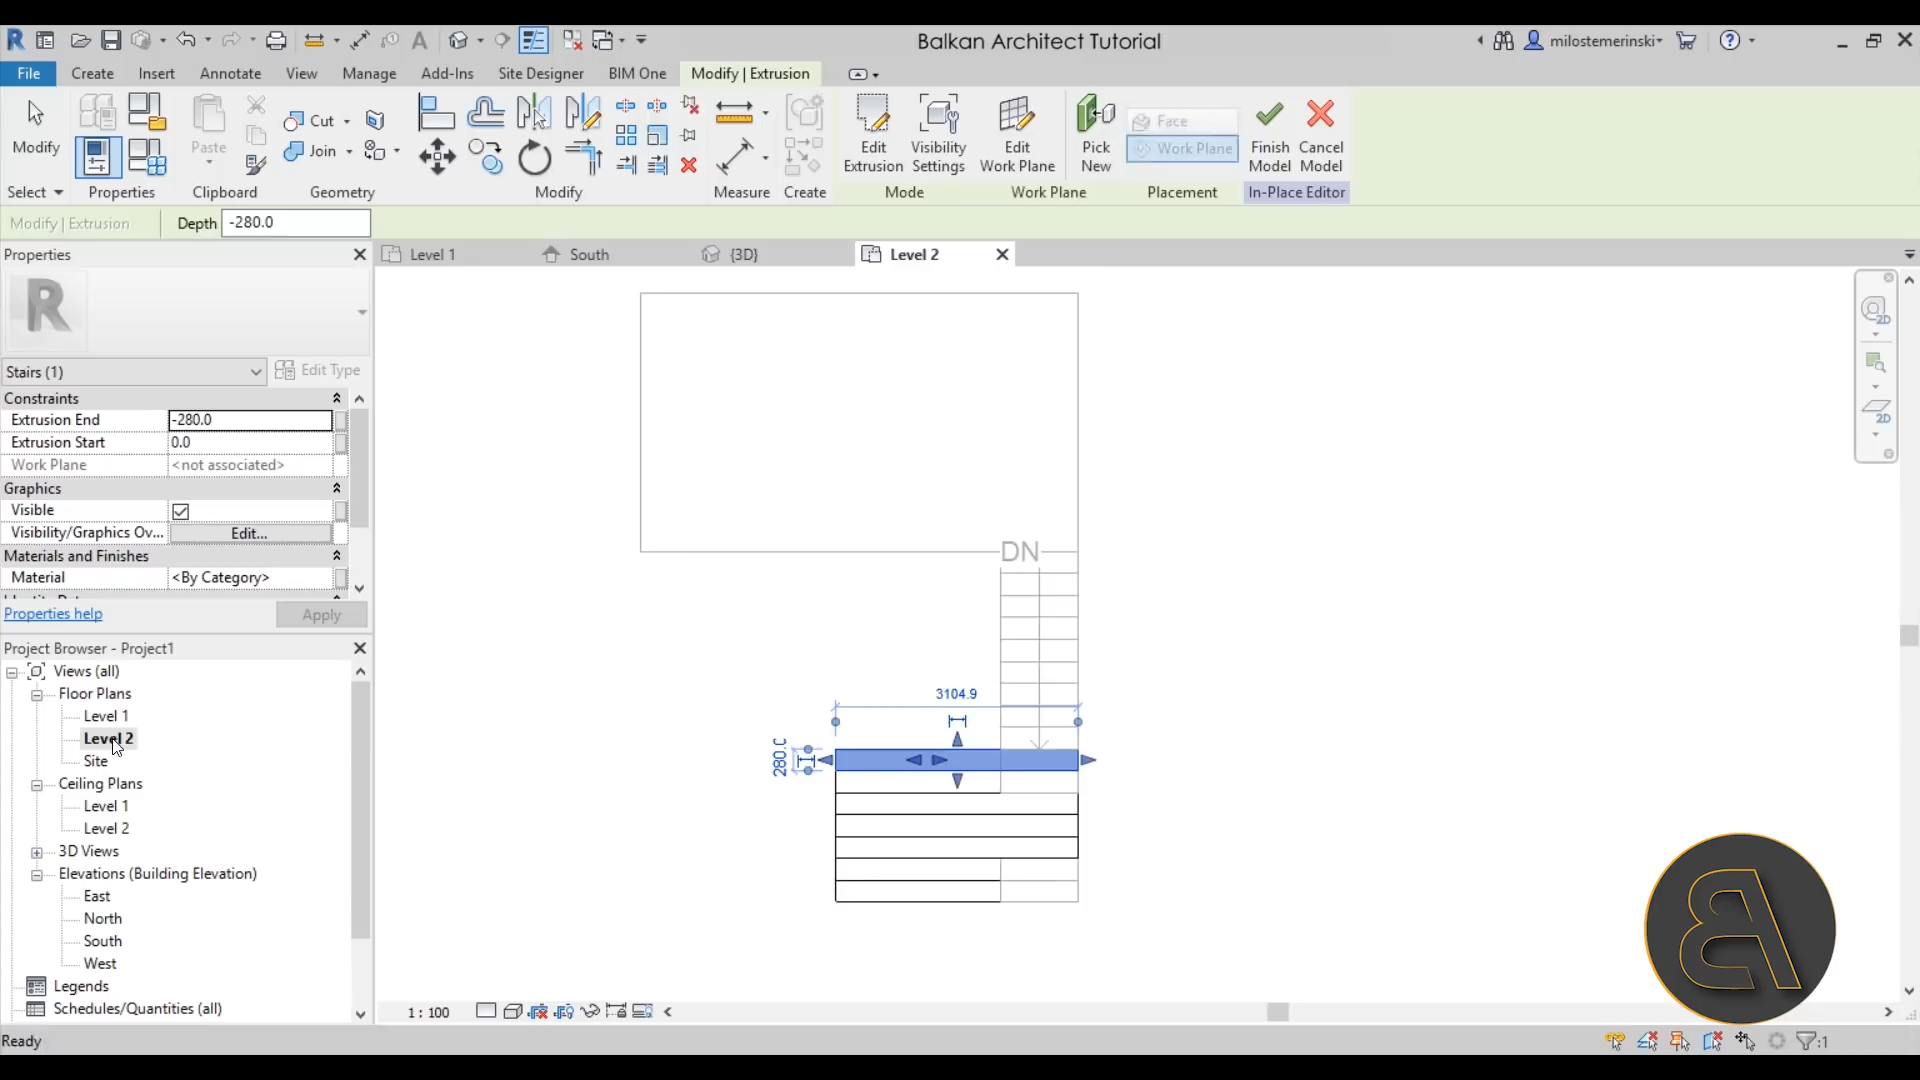 Balkan Architect Tutorial
milostemerinski
File Create Insert Annotate View Manage Add-Ins Site Designer BIM One Modify | Extrusion
Modify
Paste
Cut
Join
Edit Extrusion
Visibility Settings
Edit Work Plane
Pick New
Face
Work Plane
Finish Model
Cancel Model
Select Properties Clipboard Geometry Modify Measure Create Mode Work Plane Placement In-Place Editor
Modify | Extrusion Depth -280.0
Properties
Level 1 South {3D} Level 2
R
Stairs (1) Edit Type
Constraints
Extrusion End -280.0
Extrusion Start 0.0
Work Plane <not associated>
Graphics
Visible
Visibility/Graphics Ov... Edit...
Materials and Finishes
Material <By Category>
Properties help Apply
Project Browser - Project1
Views (all)
Floor Plans
Level 1
Level 2
Site
Ceiling Plans
Level 1
Level 2
3D Views
Elevations (Building Elevation)
East
North
South
West
Legends
Schedules/Quantities (all)
DN
3104.9
280.0
2D
2D
1 : 100
Ready
:1